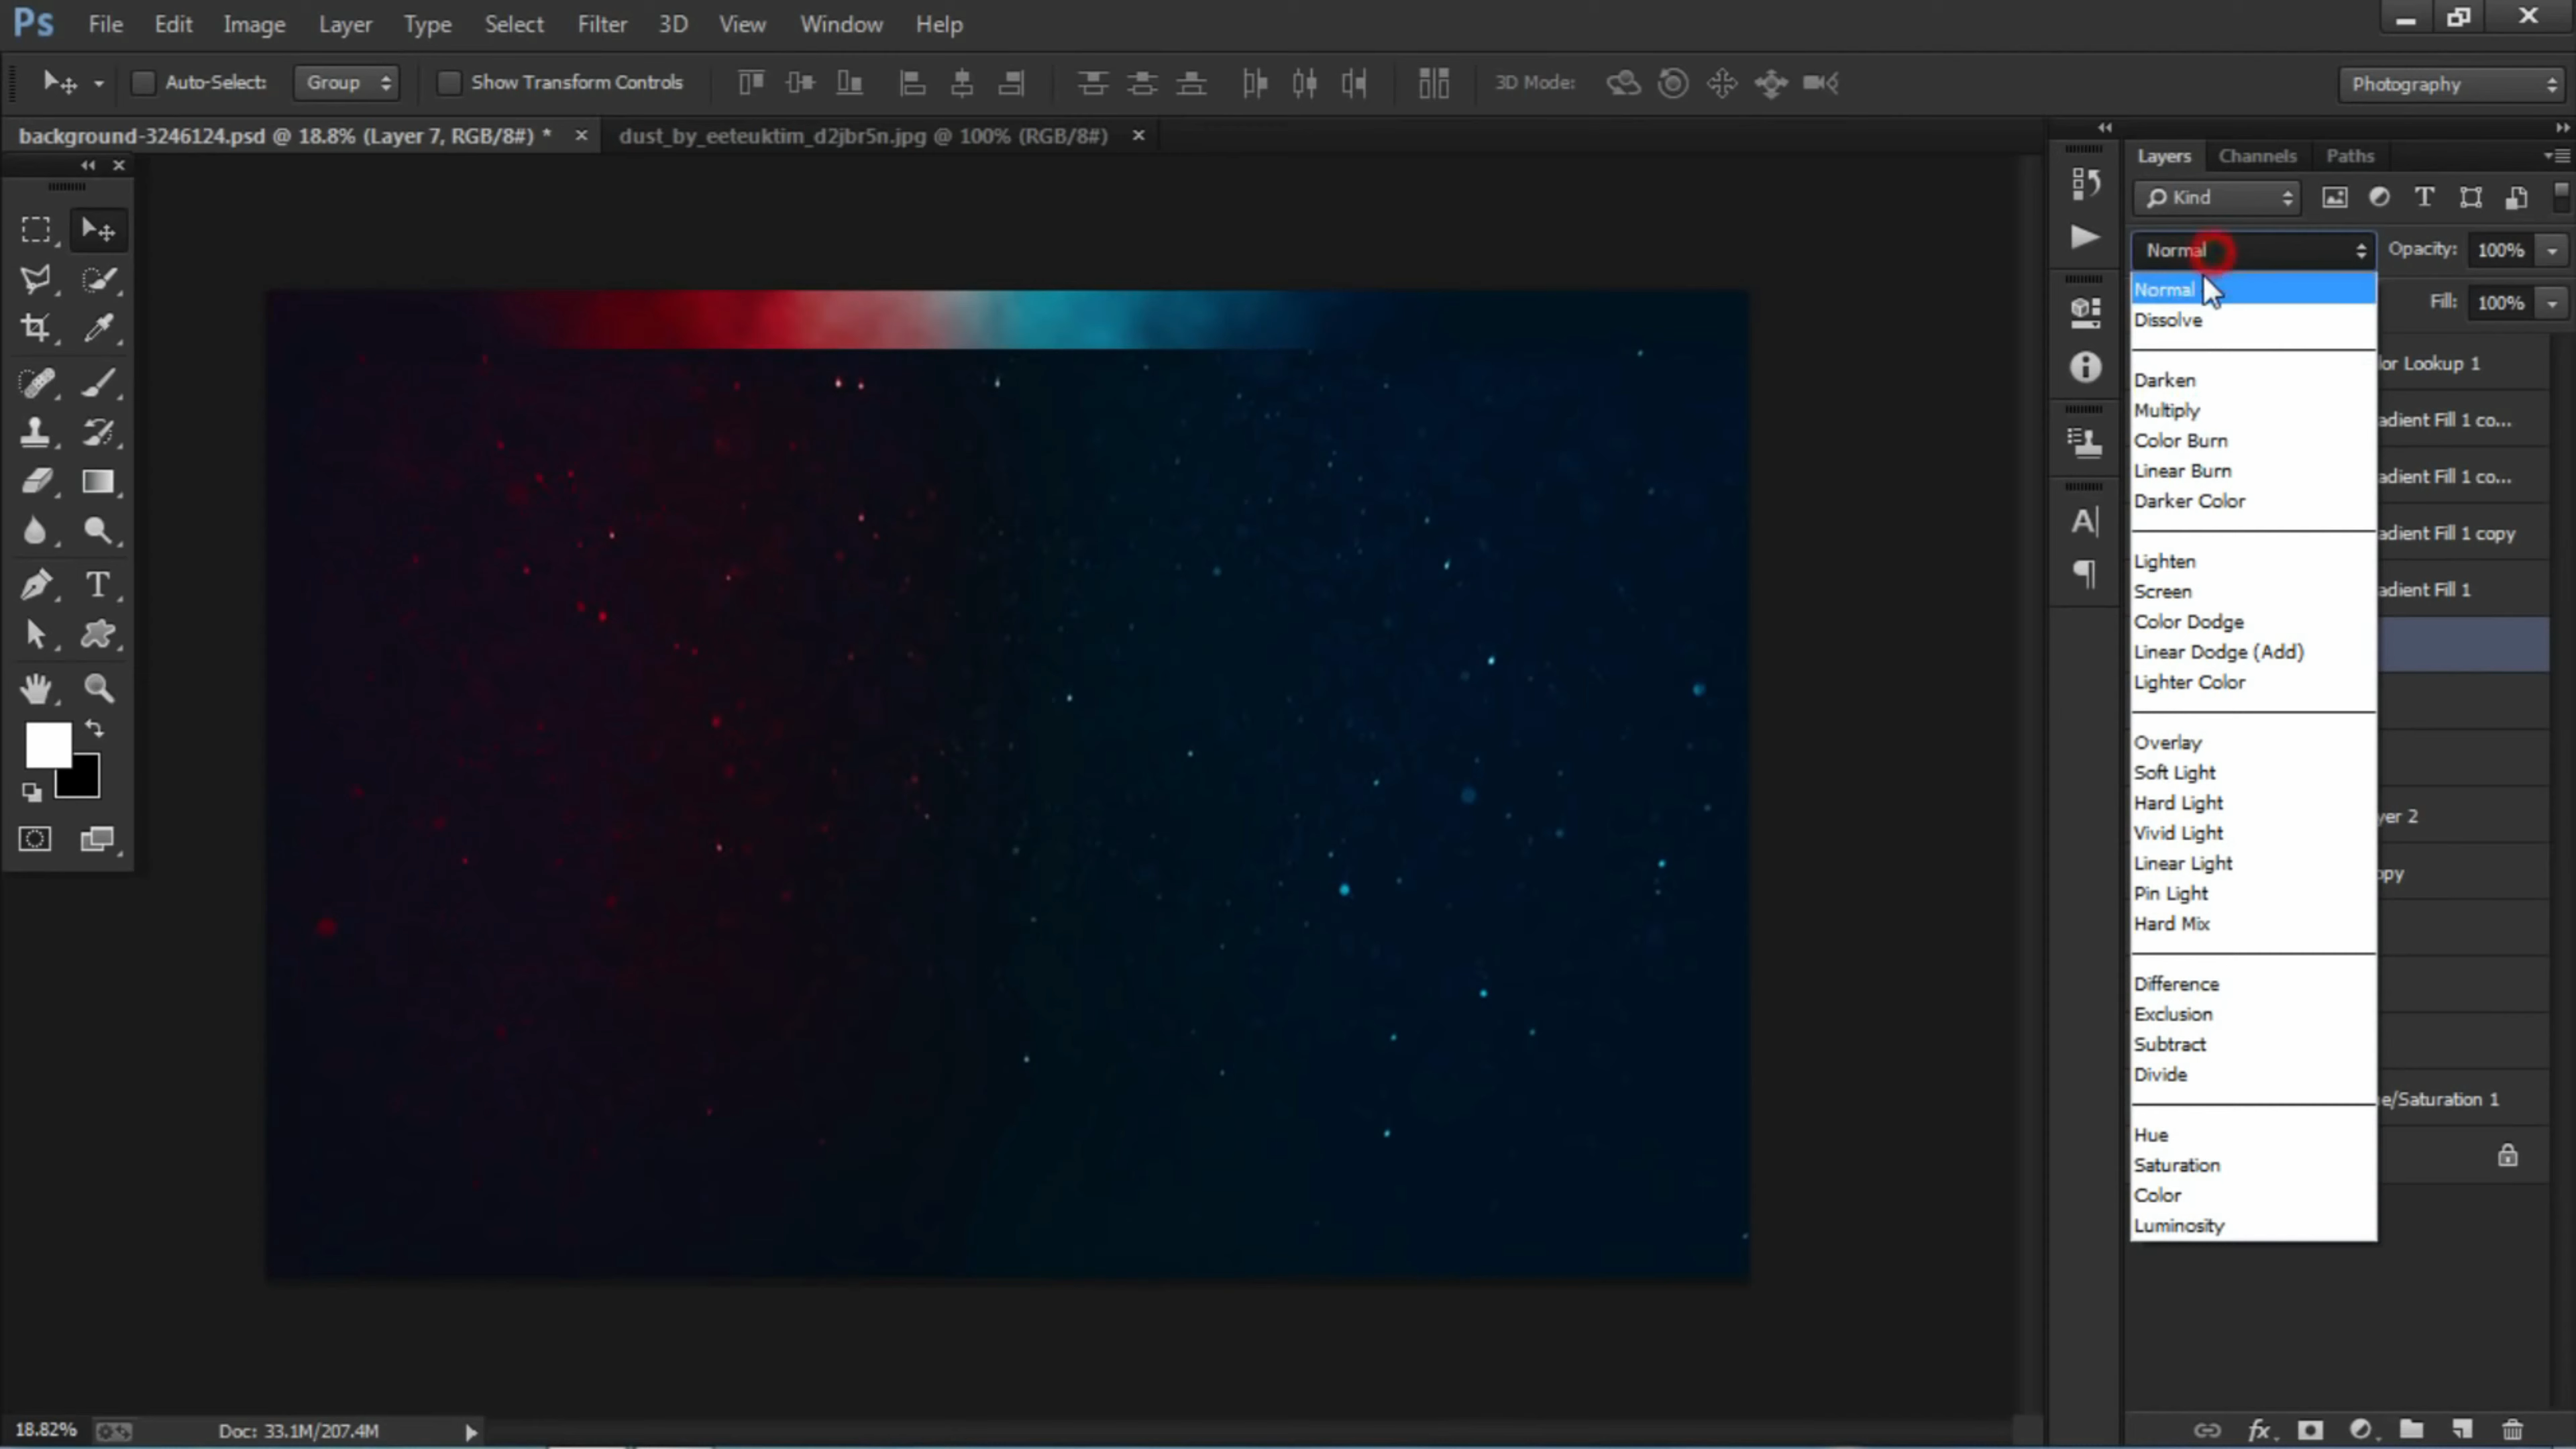 Ps File Edit Image Layer Type Select Filter 3D View Window Help
Auto-Select: Group Show Transform Controls 3D Mode: Photography
background-3246124.psd @ 18.8% (Layer 7, RGB/8#) * × dust_by_eeteuktim_d2jbr5n.jpg @ 100% (RGB/8#) ×
Layers Channels Paths
Kind
Normal Opacity: 100%
Normal
Fill: 100%
Dissolve
lor Lookup 1
Darken
Multiply
adient Fill 1 co...
Color Burn
Linear Burn
adient Fill 1 co...
Darker Color
adient Fill 1 copy
Lighten
Screen
adient Fill 1
Color Dodge
Linear Dodge (Add)
Lighter Color
Overlay
Soft Light
Hard Light
yer 2
Vivid Light
Linear Light
opy
Pin Light
Hard Mix
Difference
Exclusion
Subtract
Divide
e/Saturation 1
Hue
Saturation
Color
Luminosity
18.82% Doc: 33.1M/207.4M